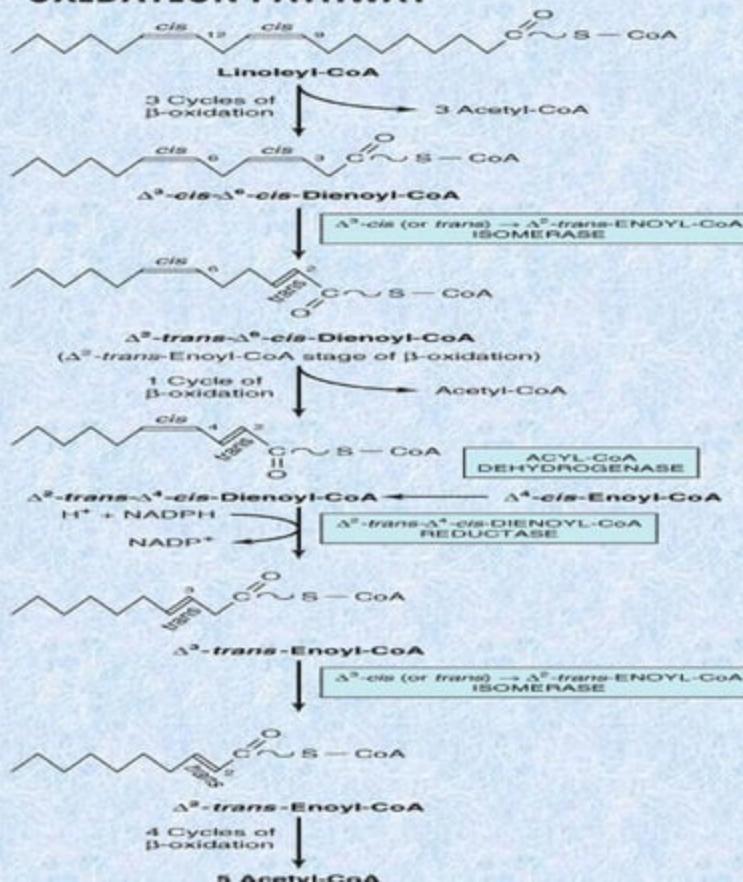 OXIDATION PATHWAY
cis 12 cis 9 C O S — CoA
Linoleyl-CoA
3 Cycles of
β-oxidation
3 Acetyl-CoA
cis 6 cis 3 C O S — CoA
Δ³-cis-Δ⁶-cis-Dienoyl-CoA
Δ³-cis (or trans) → Δ²-trans-ENOYL-CoA
ISOMERASE
cis 6 trans 2 C O S — CoA
Δ²-trans-Δ⁶-cis-Dienoyl-CoA
(Δ²-trans-Enoyl-CoA stage of β-oxidation)
1 Cycle of
β-oxidation
Acetyl-CoA
cis 4 trans 2 C O S — CoA
ACYL-CoA
DEHYDROGENASE
Δ²-trans-Δ⁴-cis-Dienoyl-CoA ← Δ⁴-cis-Enoyl-CoA
H⁺ + NADPH
NADP⁺
Δ²-trans-Δ⁴-cis-DIENOYL-CoA
REDUCTASE
3 trans C O S — CoA
Δ³-trans-Enoyl-CoA
Δ³-cis (or trans) → Δ²-trans-ENOYL-CoA
ISOMERASE
trans 2 C O S — CoA
Δ²-trans-Enoyl-CoA
4 Cycles of
β-oxidation
5 Acetyl-CoA